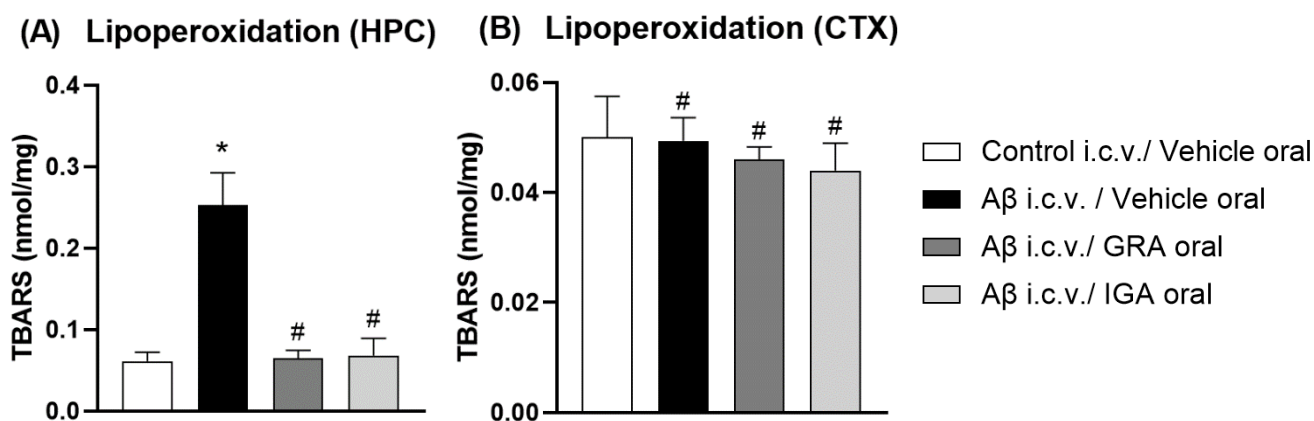 (A) Lipoperoxidation (HPC)
TBARS (nmol/mg)
0.4
0.3
0.2
0.1
0.0
*
#
#
(B) Lipoperoxidation (CTX)
TBARS (nmol/mg)
0.06
0.04
0.02
0.00
#
#
#
Control i.c.v./ Vehicle oral
Aβ i.c.v. / Vehicle oral
Aβ i.c.v./ GRA oral
Aβ i.c.v./ IGA oral